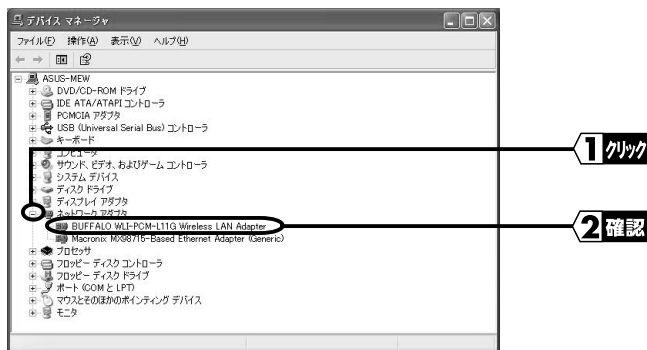 デバイス マネージャ
ファイル(F) 操作(A) 表示(V) ヘルプ(H)
ASUS-MEW
DVD/CD-ROM ドライブ
IDE ATA/ATAPI コントローラ
PCMCIA アダプタ
USB (Universal Serial Bus) コントローラ
キーボード
コンピュータ
1 クリック
サウンド、ビデオ、およびゲーム コントローラ
システム デバイス
ディスク ドライブ
ディスプレイ アダプタ
ネットワーク アダプタ
BUFFALO WLI-PCM-L11G Wireless LAN Adapter
2 確認
Macronix MX98715-Based Ethernet Adapter (Generic)
プロセッサ
フロッピー ディスク コントローラ
フロッピー ディスク ドライブ
ポート (COM と LPT)
マウスとそのほかのポインティング デバイス
モニタ